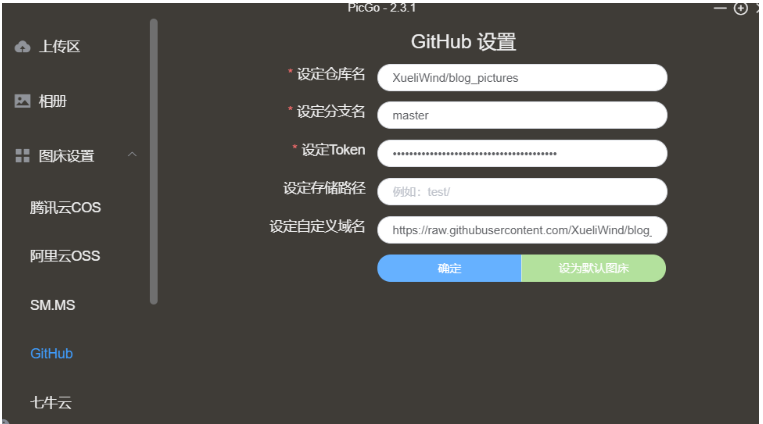 PicGo - 2.3.1
上传区
相册
图床设置
腾讯云COS
阿里云OSS
SM.MS
GitHub
七牛云
GitHub 设置
* 设定仓库名 XueliWind/blog_pictures
* 设定分支名 master
* 设定Token ••••••••••••••••••••••••••••••••••••••••
设定存储路径 例如：test/
设定自定义域名 https://raw.githubusercontent.com/XueliWind/blog_
确定 设为默认图床